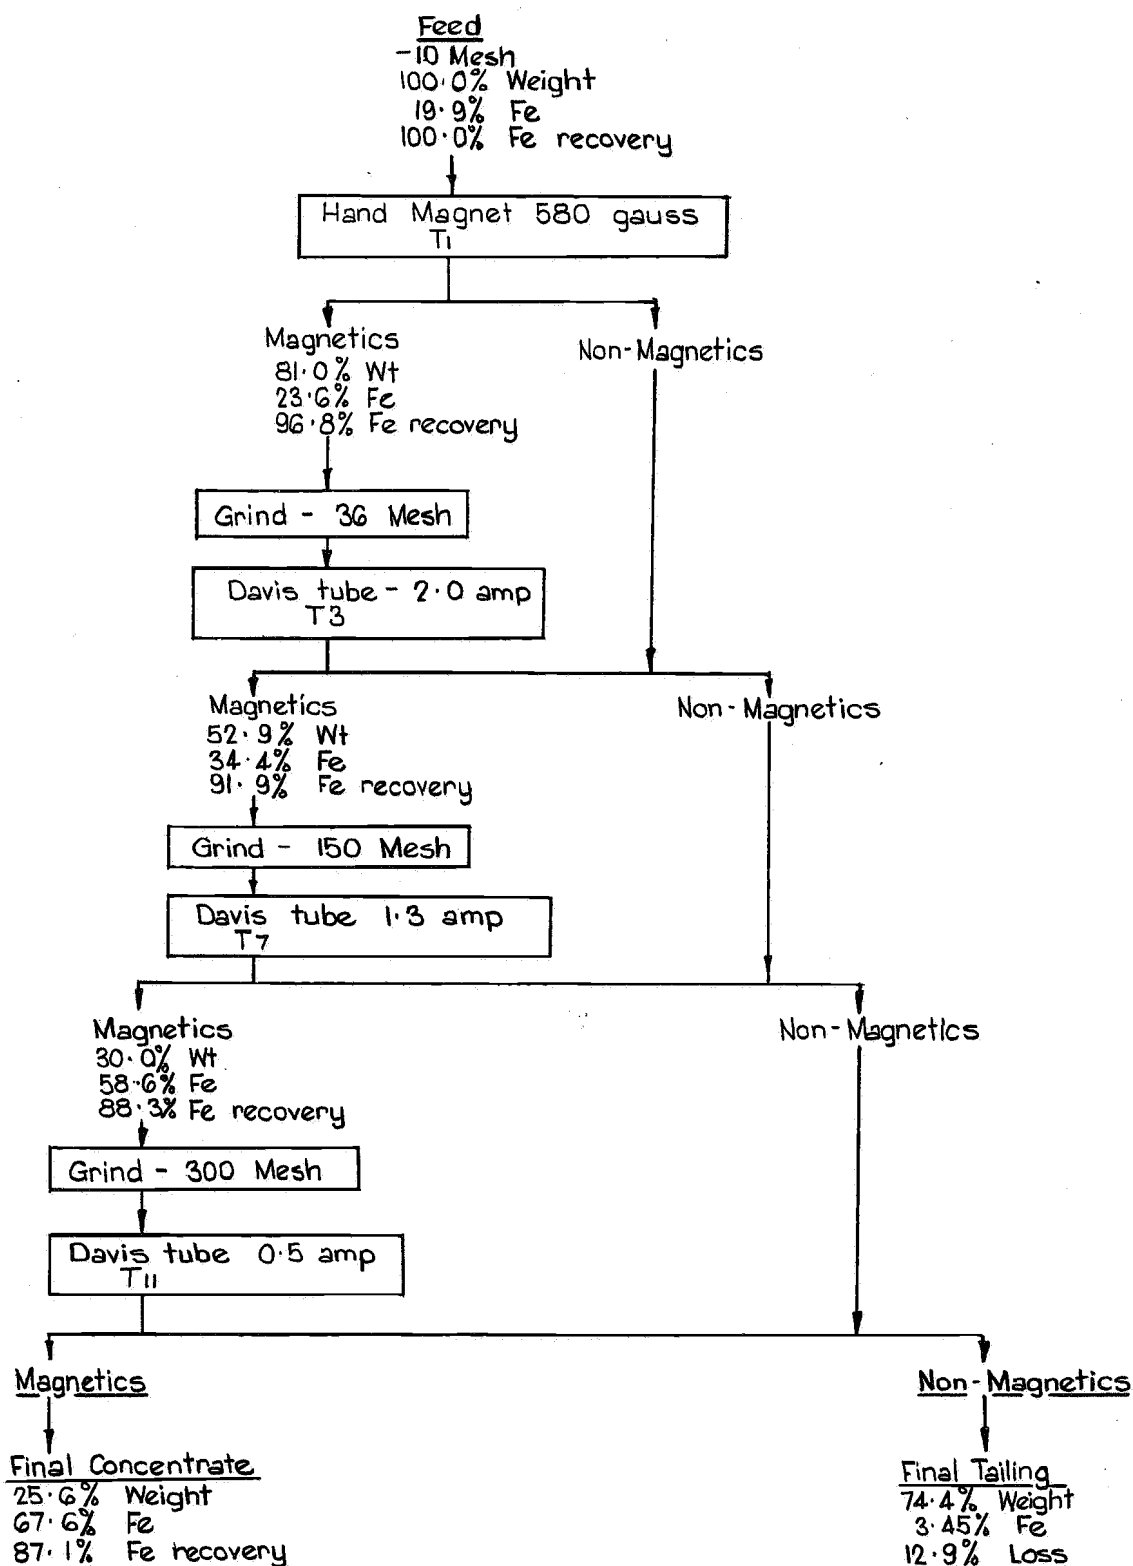 Feed
-10 Mesh
100.0% Weight
19.9% Fe
100.0% Fe recovery
Hand Magnet 580 gauss
T1
Magnetics
81.0% Wt
23.6% Fe
96.8% Fe recovery
Non-Magnetics
Grind - 36 Mesh
Davis tube - 2.0 amp
T3
Magnetics
52.9% Wt
34.4% Fe
91.9% Fe recovery
Non-Magnetics
Grind - 150 Mesh
Davis tube 1.3 amp
T7
Magnetics
30.0% Wt
58.6% Fe
88.3% Fe recovery
Non-Magnetics
Grind - 300 Mesh
Davis tube 0.5 amp
T11
Magnetics
Non-Magnetics
Final Concentrate
25.6% Weight
67.6% Fe
87.1% Fe recovery
Final Tailing
74.4% Weight
3.45% Fe
12.9% Loss